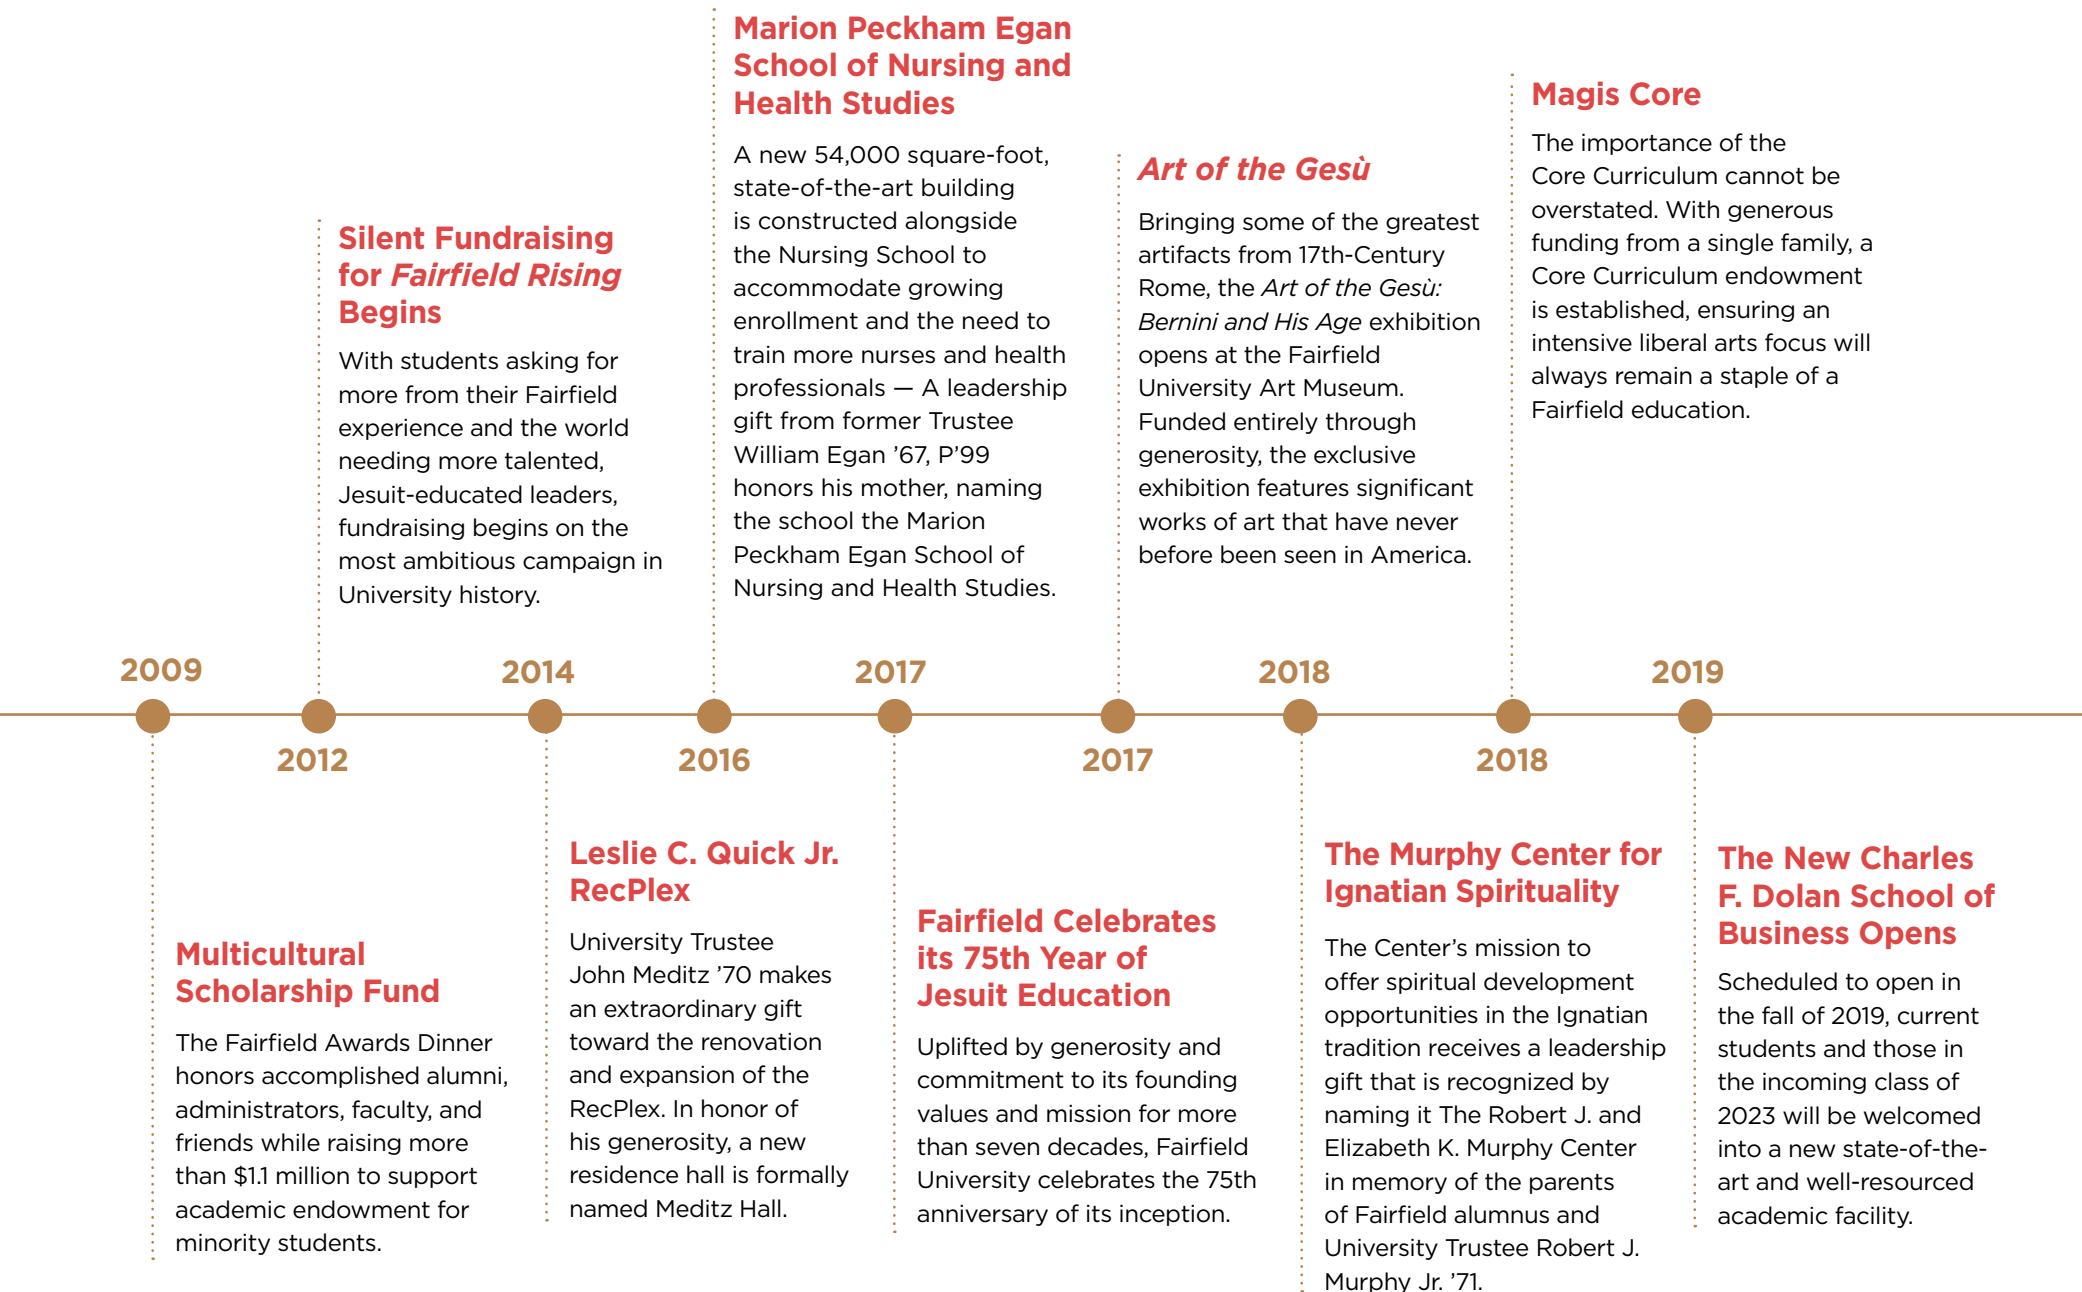 Marion Peckham Egan
School of Nursing and
Health Studies
A new 54,000 square-foot,
state-of-the-art building
is constructed alongside
the Nursing School to
accommodate growing
enrollment and the need to
train more nurses and health
professionals — A leadership
gift from former Trustee
William Egan ’67, P’99
honors his mother, naming
the school the Marion
Peckham Egan School of
Nursing and Health Studies.
Magis Core
The importance of the
Core Curriculum cannot be
overstated. With generous
funding from a single family, a
Core Curriculum endowment
is established, ensuring an
intensive liberal arts focus will
always remain a staple of a
Fairfield education.
Art of the Gesù
Bringing some of the greatest
artifacts from 17th-Century
Rome, the Art of the Gesù:
Bernini and His Age exhibition
opens at the Fairfield
University Art Museum.
Funded entirely through
generosity, the exclusive
exhibition features significant
works of art that have never
before been seen in America.
Silent Fundraising
for Fairfield Rising
Begins
With students asking for
more from their Fairfield
experience and the world
needing more talented,
Jesuit-educated leaders,
fundraising begins on the
most ambitious campaign in
University history.
2009
2014
2017
2018
2019
2012
2016
2017
2018
Multicultural
Scholarship Fund
The Fairfield Awards Dinner
honors accomplished alumni,
administrators, faculty, and
friends while raising more
than $1.1 million to support
academic endowment for
minority students.
Leslie C. Quick Jr.
RecPlex
University Trustee
John Meditz ’70 makes
an extraordinary gift
toward the renovation
and expansion of the
RecPlex. In honor of
his generosity, a new
residence hall is formally
named Meditz Hall.
Fairfield Celebrates
its 75th Year of
Jesuit Education
Uplifted by generosity and
commitment to its founding
values and mission for more
than seven decades, Fairfield
University celebrates the 75th
anniversary of its inception.
The Murphy Center for
Ignatian Spirituality
The Center’s mission to
offer spiritual development
opportunities in the Ignatian
tradition receives a leadership
gift that is recognized by
naming it The Robert J. and
Elizabeth K. Murphy Center
in memory of the parents
of Fairfield alumnus and
University Trustee Robert J.
Murphy Jr. ’71.
The New Charles
F. Dolan School of
Business Opens
Scheduled to open in
the fall of 2019, current
students and those in
the incoming class of
2023 will be welcomed
into a new state-of-the-
art and well-resourced
academic facility.